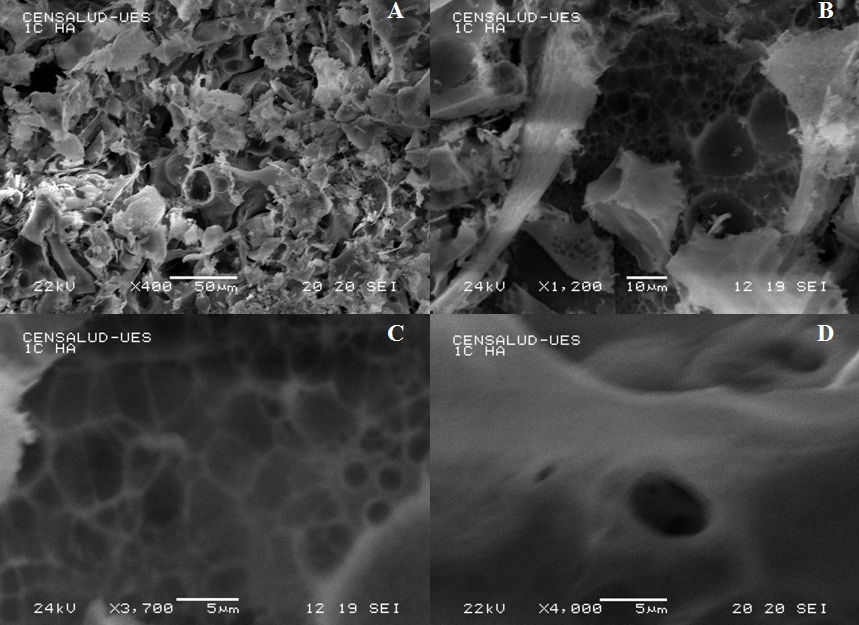 CENSALUD-UES
1C HA
A
22kV X400 50µm 20 20 SEI
CENSALUD-UES
1C HA
B
24kV X1,200 10µm 12 19 SEI
CENSALUD-UES
1C HA
C
24kV X3,700 5µm 12 19 SEI
CENSALUD-UES
1C HA
D
22kV X4,000 5µm 20 20 SEI